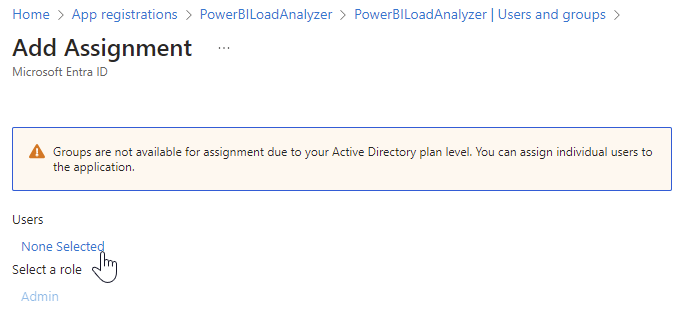 Home > App registrations > PowerBILoadAnalyzer > PowerBILoadAnalyzer | Users and groups >
Add Assignment ...
Microsoft Entra ID
Groups are not available for assignment due to your Active Directory plan level. You can assign individual users to
the application.
Users
None Selected
Select a role
Admin